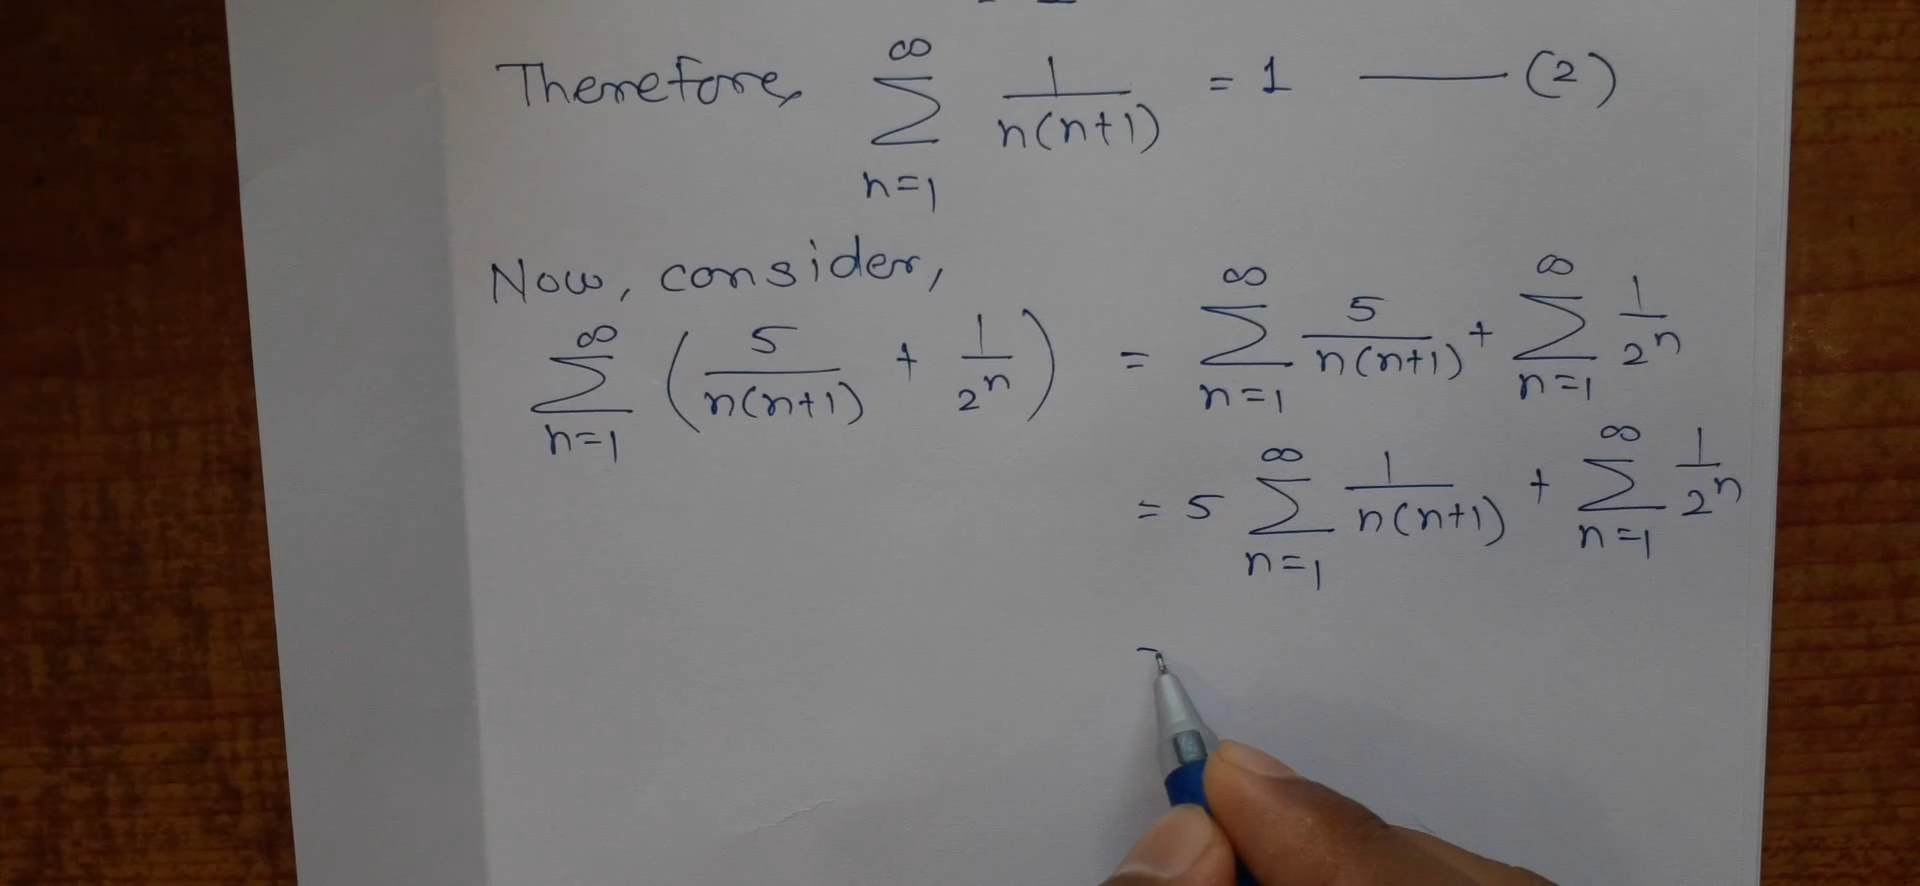 Therefore, ∞∑n=1 1/n(n+1) = 1 —— (2)
Now, consider,
∞∑n=1 (5/n(n+1) + 1/2^n) = ∞∑n=1 5/n(n+1) + ∞∑n=1 1/2^n
= 5 ∞∑n=1 1/n(n+1) + ∞∑n=1 1/2^n